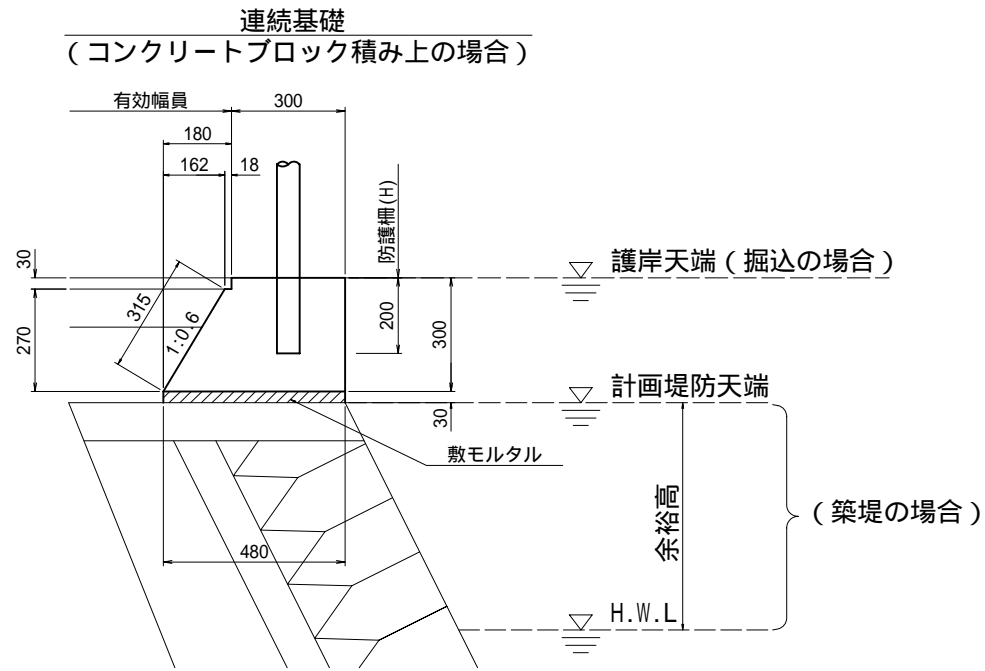 連続基礎
(コンクリートブロック積み上の場合)
有効幅員
300
180
162
18
防護柵(H)
30
護岸天端(掘込の場合)
315
1:0.6
270
200
300
計画堤防天端
30
敷モルタル
余裕高
(築堤の場合)
480
H.W.L